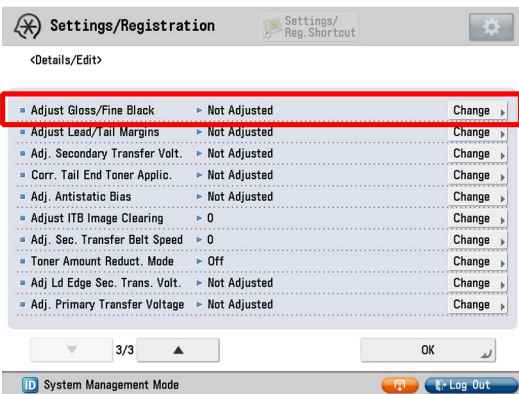 Settings/Registration
Settings/
Reg.Shortcut
<Details/Edit>
Adjust Gloss/Fine Black Not Adjusted Change
Adjust Lead/Tail Margins Not Adjusted Change
Adj. Secondary Transfer Volt. Not Adjusted Change
Corr. Tail End Toner Applic. Not Adjusted Change
Adj. Antistatic Bias Not Adjusted Change
Adjust ITB Image Clearing 0 Change
Adj. Sec. Transfer Belt Speed 0 Change
Toner Amount Reduct. Mode Off Change
Adj Ld Edge Sec. Trans. Volt. Not Adjusted Change
Adj. Primary Transfer Voltage Not Adjusted Change
3/3 OK
ID System Management Mode Log Out